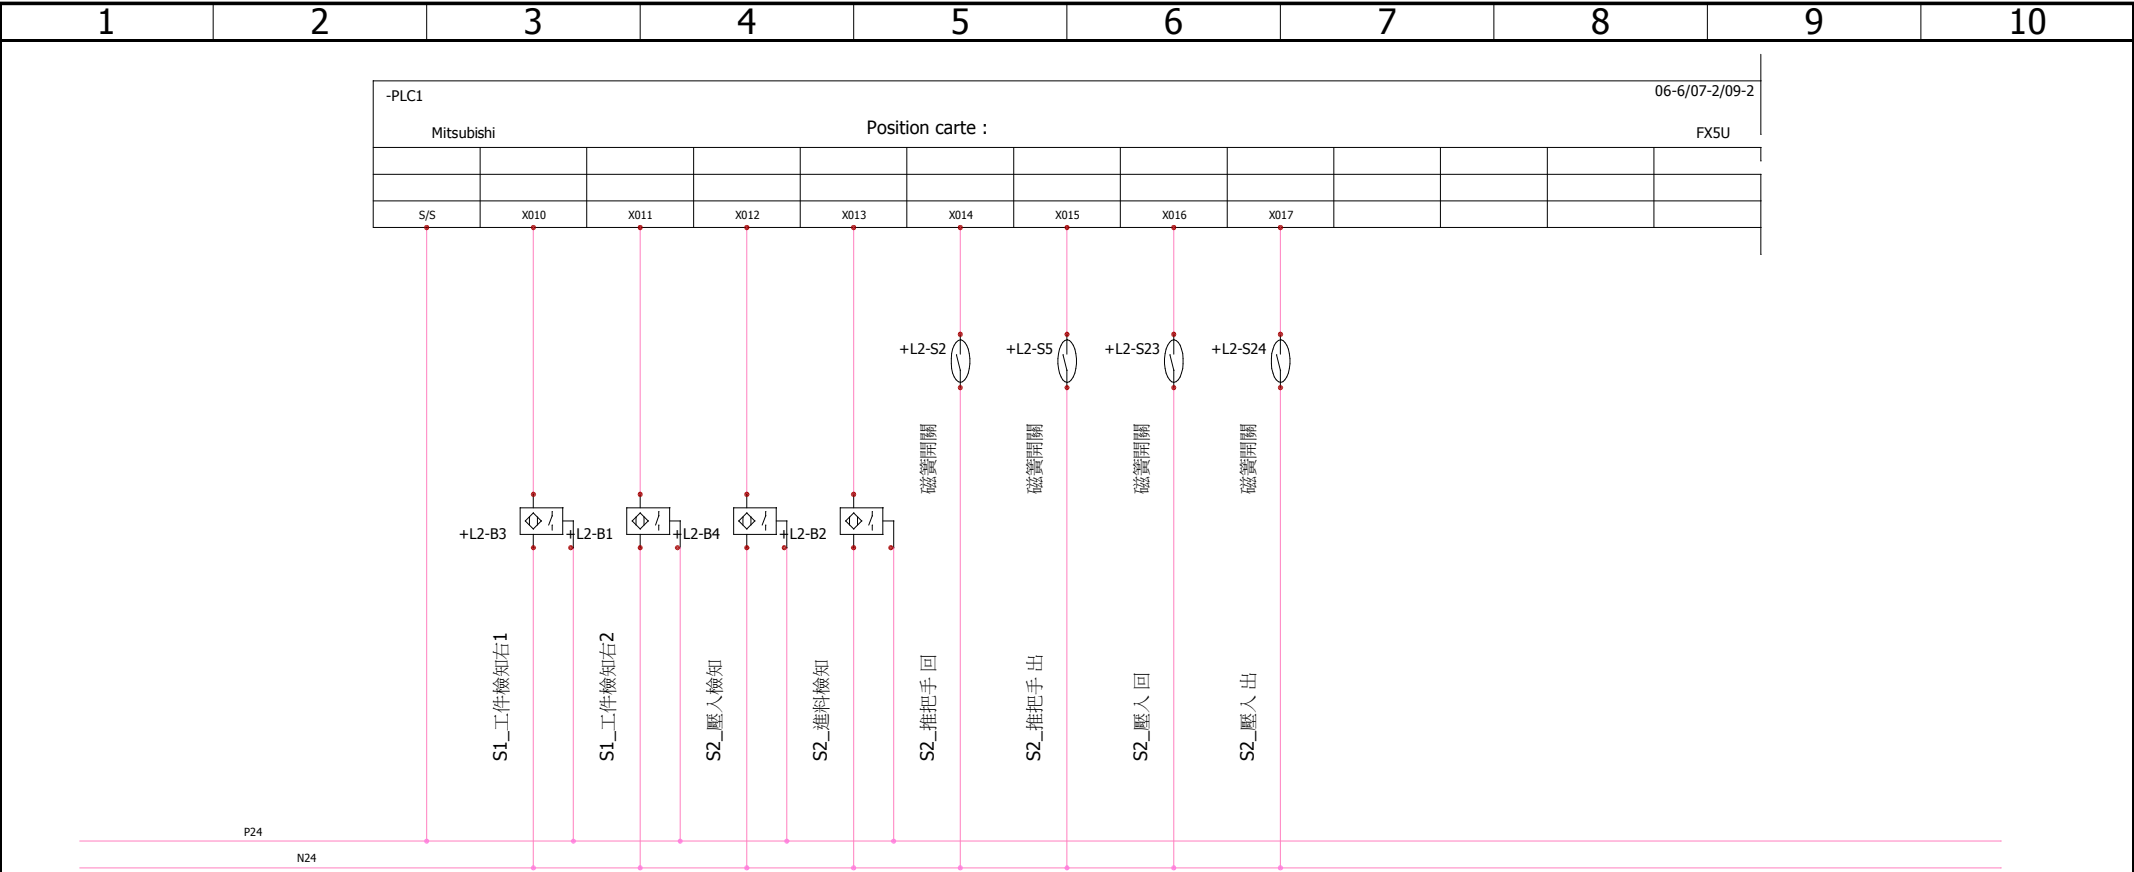 1 2 3 4 5 6 7 8 9 10
-PLC1 06-6/07-2/09-2
Mitsubishi Position carte : FX5U
S/S X010 X011 X012 X013 X014 X015 X016 X017
+L2-S2 +L2-S5 +L2-S23 +L2-S24
磁簧開關
磁簧開關
磁簧開關
磁簧開關
+L2-B3 +L2-B1 +L2-B4 +L2-B2
S1_工件檢知右1
S1_工件檢知右2
S2_壓入檢知
S2_進料檢知
S2_推把手 回
S2_推把手 出
S2_壓入 回
S2_壓入 出
P24
N24